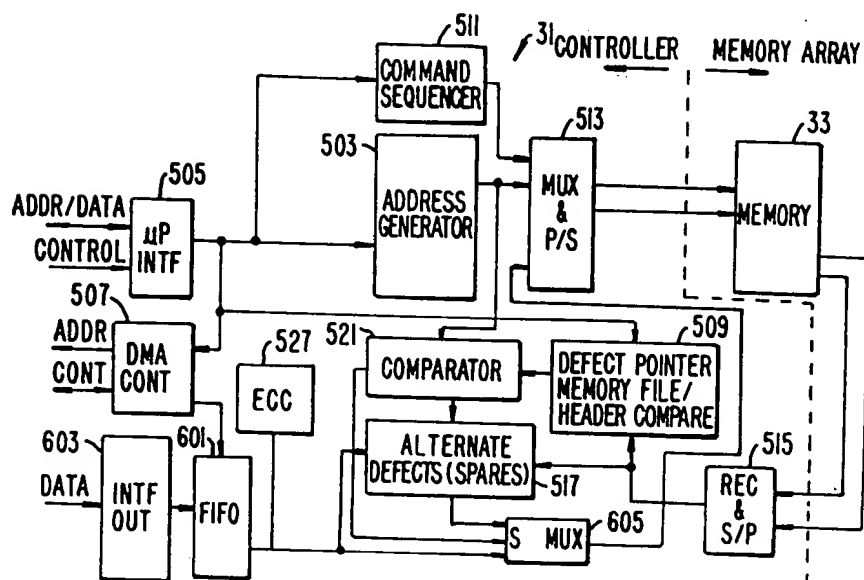 511
31 CONTROLLER
MEMORY ARRAY
COMMAND
SEQUENCER
503
513
33
505
ADDRESS
GENERATOR
MUX
&
P/S
MEMORY
ADDR/DATA
CONTROL
μP
INTF
507
ADDR
CONT
DMA
CONT
527
ECC
521
COMPARATOR
509
DEFECT POINTER
MEMORY FILE/
HEADER COMPARE
603
601
ALTERNATE
DEFECTS (SPARES)
517
515
REC
&
S/P
DATA
INTF
OUT
FIFO
S MUX
605